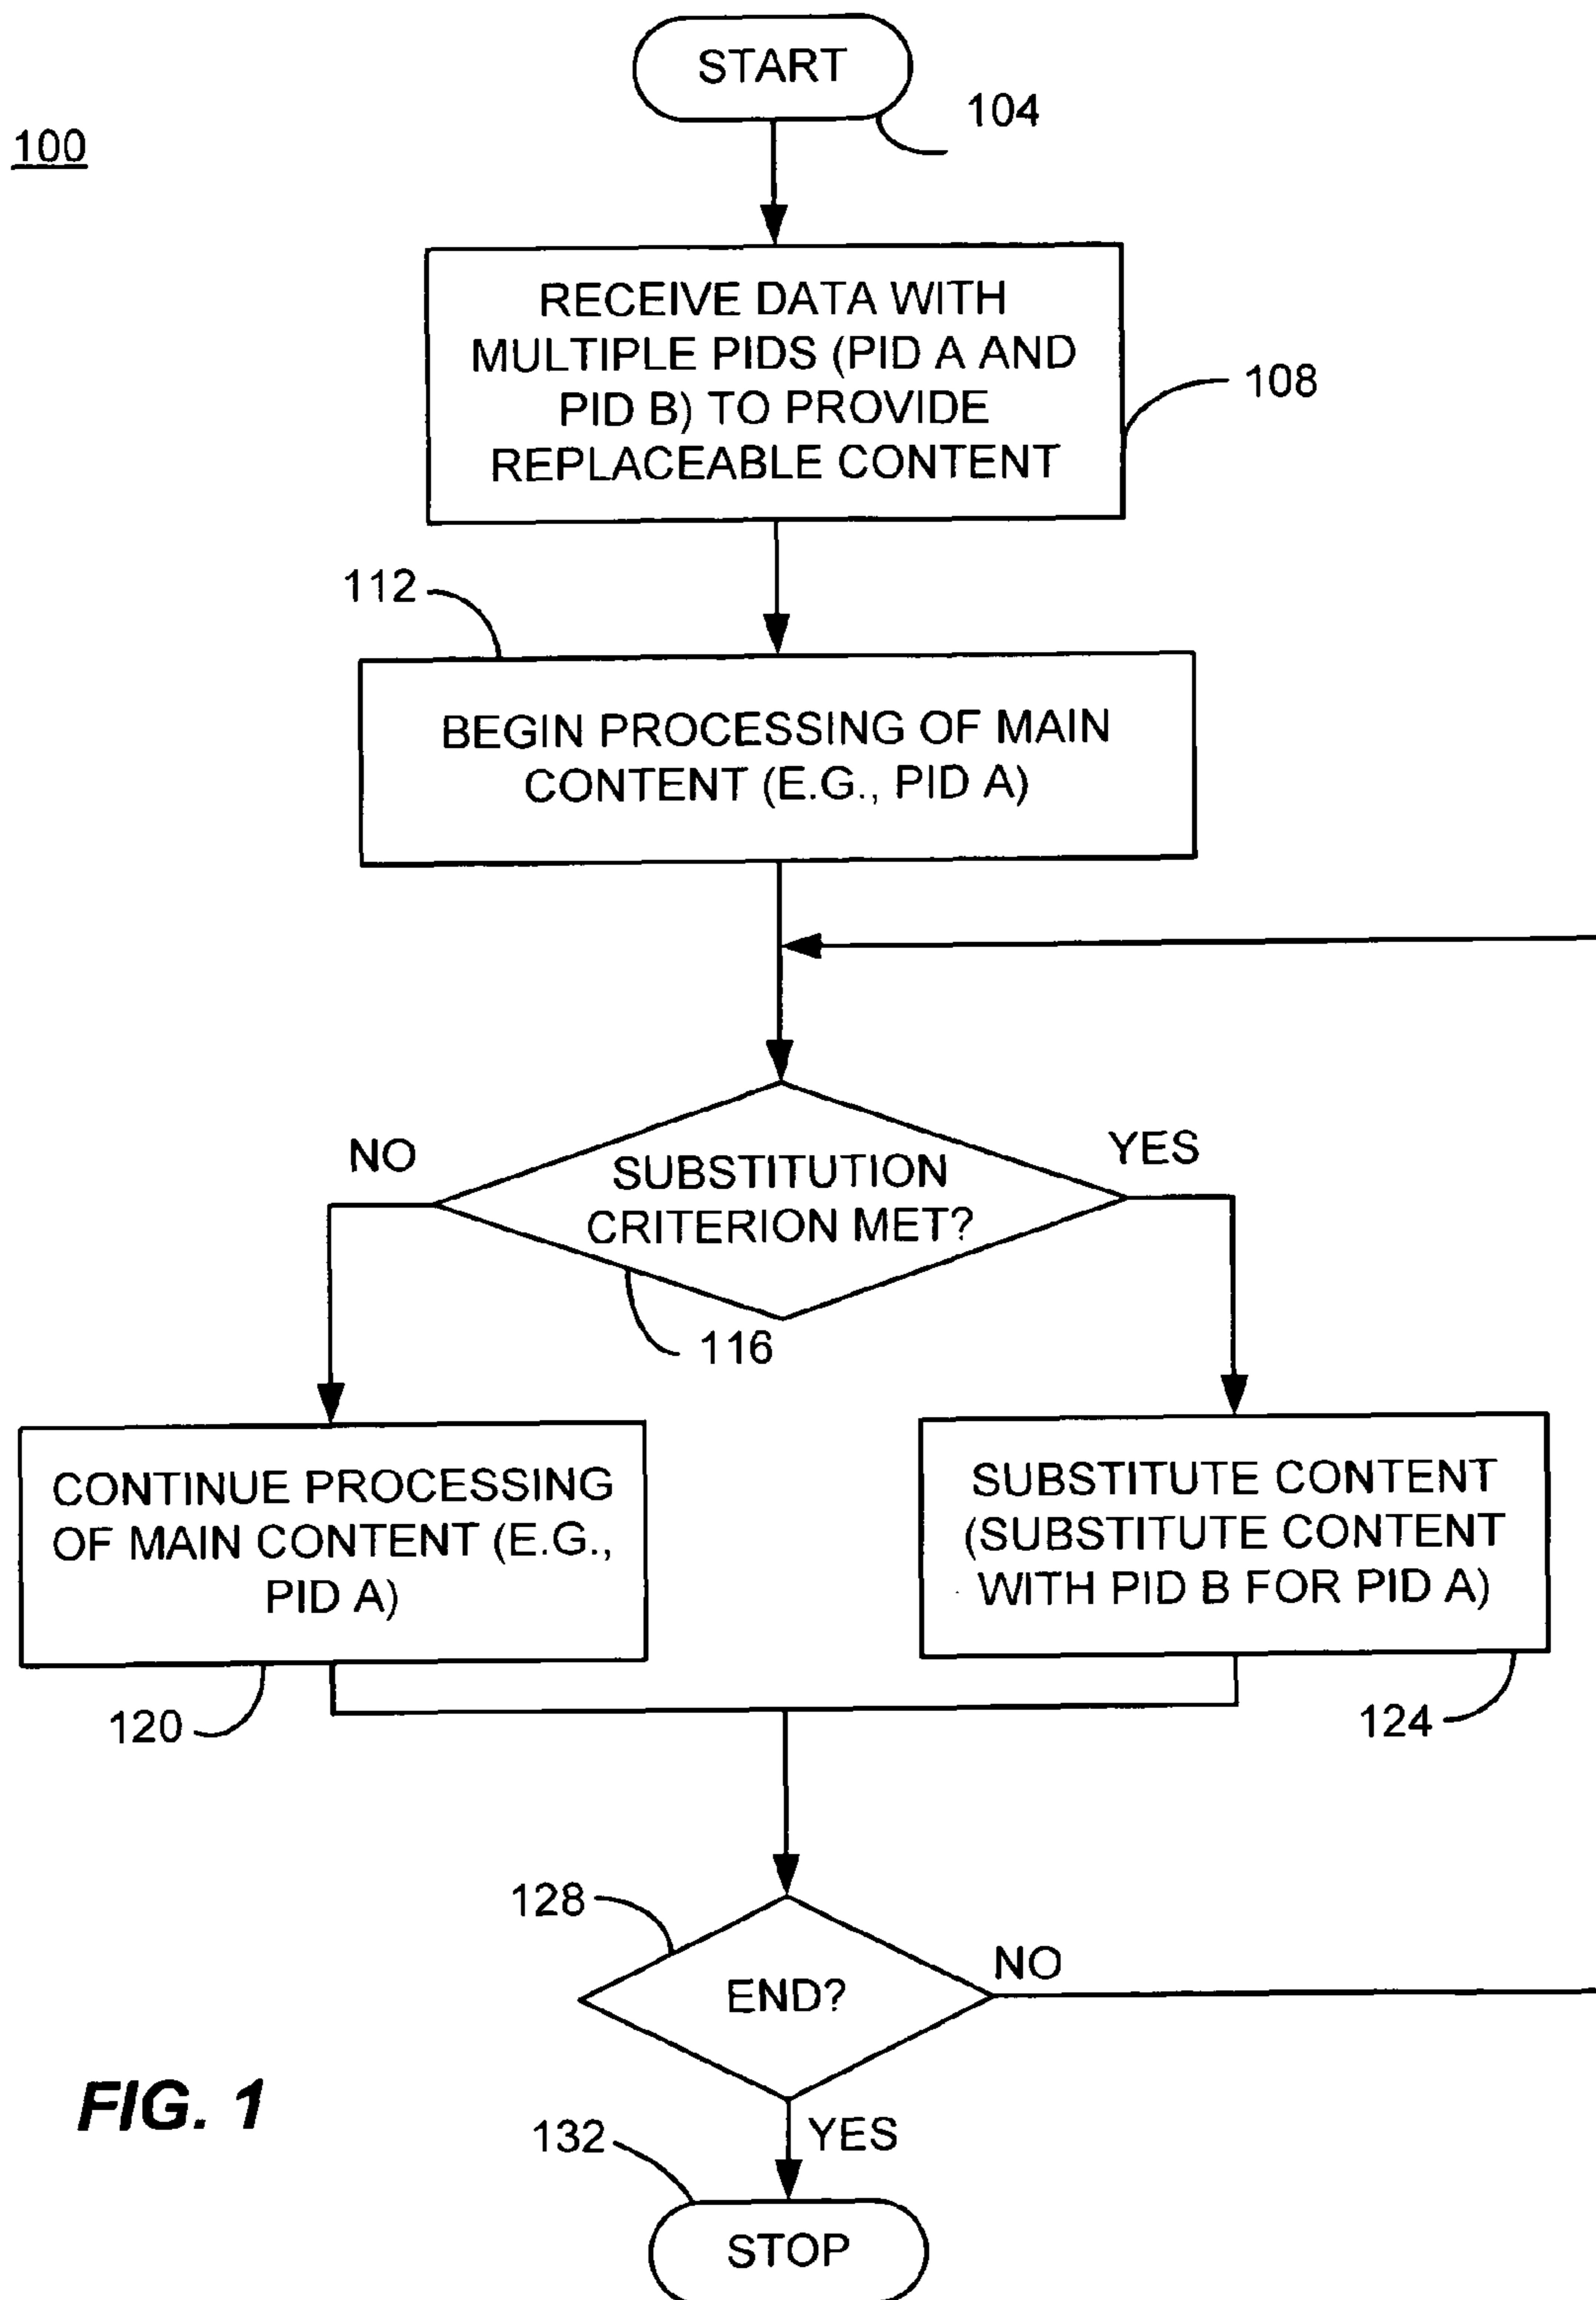 START
104
100
RECEIVE DATA WITH
MULTIPLE PIDS (PID A AND
PID B) TO PROVIDE
REPLACEABLE CONTENT
108
112
BEGIN PROCESSING OF MAIN
CONTENT (E.G., PID A)
NO
YES
SUBSTITUTION
CRITERION MET?
116
CONTINUE PROCESSING
OF MAIN CONTENT (E.G.,
PID A)
SUBSTITUTE CONTENT
(SUBSTITUTE CONTENT
WITH PID B FOR PID A)
120
124
128
NO
END?
FIG. 1
132
YES
STOP